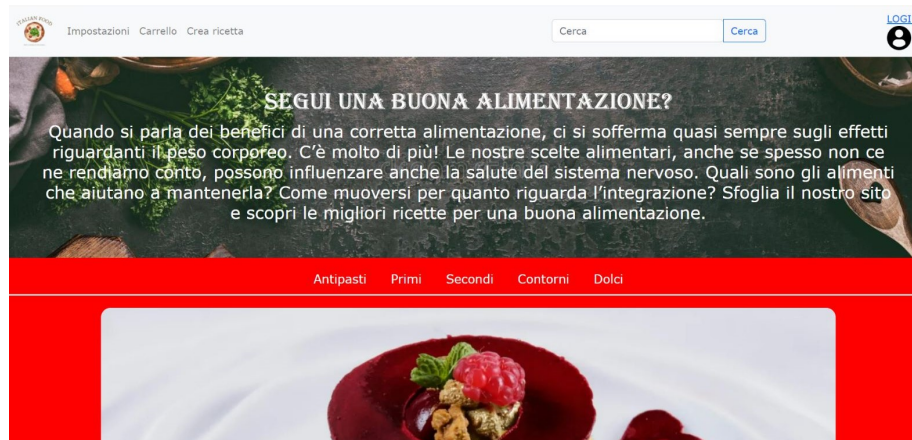 ITALIAN FOOD
Impostazioni Carrello Crea ricetta
Cerca
Cerca
LOGI
SEGUI UNA BUONA ALIMENTAZIONE?
Quando si parla dei benefici di una corretta alimentazione, ci si sofferma quasi sempre sugli effetti
riguardanti il peso corporeo. C’è molto di più! Le nostre scelte alimentari, anche se spesso non ce
ne rendiamo conto, possono influenzare anche la salute del sistema nervoso. Quali sono gli alimenti
che aiutano a mantenerla? Come muoversi per quanto riguarda l’integrazione? Sfoglia il nostro sito
e scopri le migliori ricette per una buona alimentazione.
Antipasti Primi Secondi Contorni Dolci